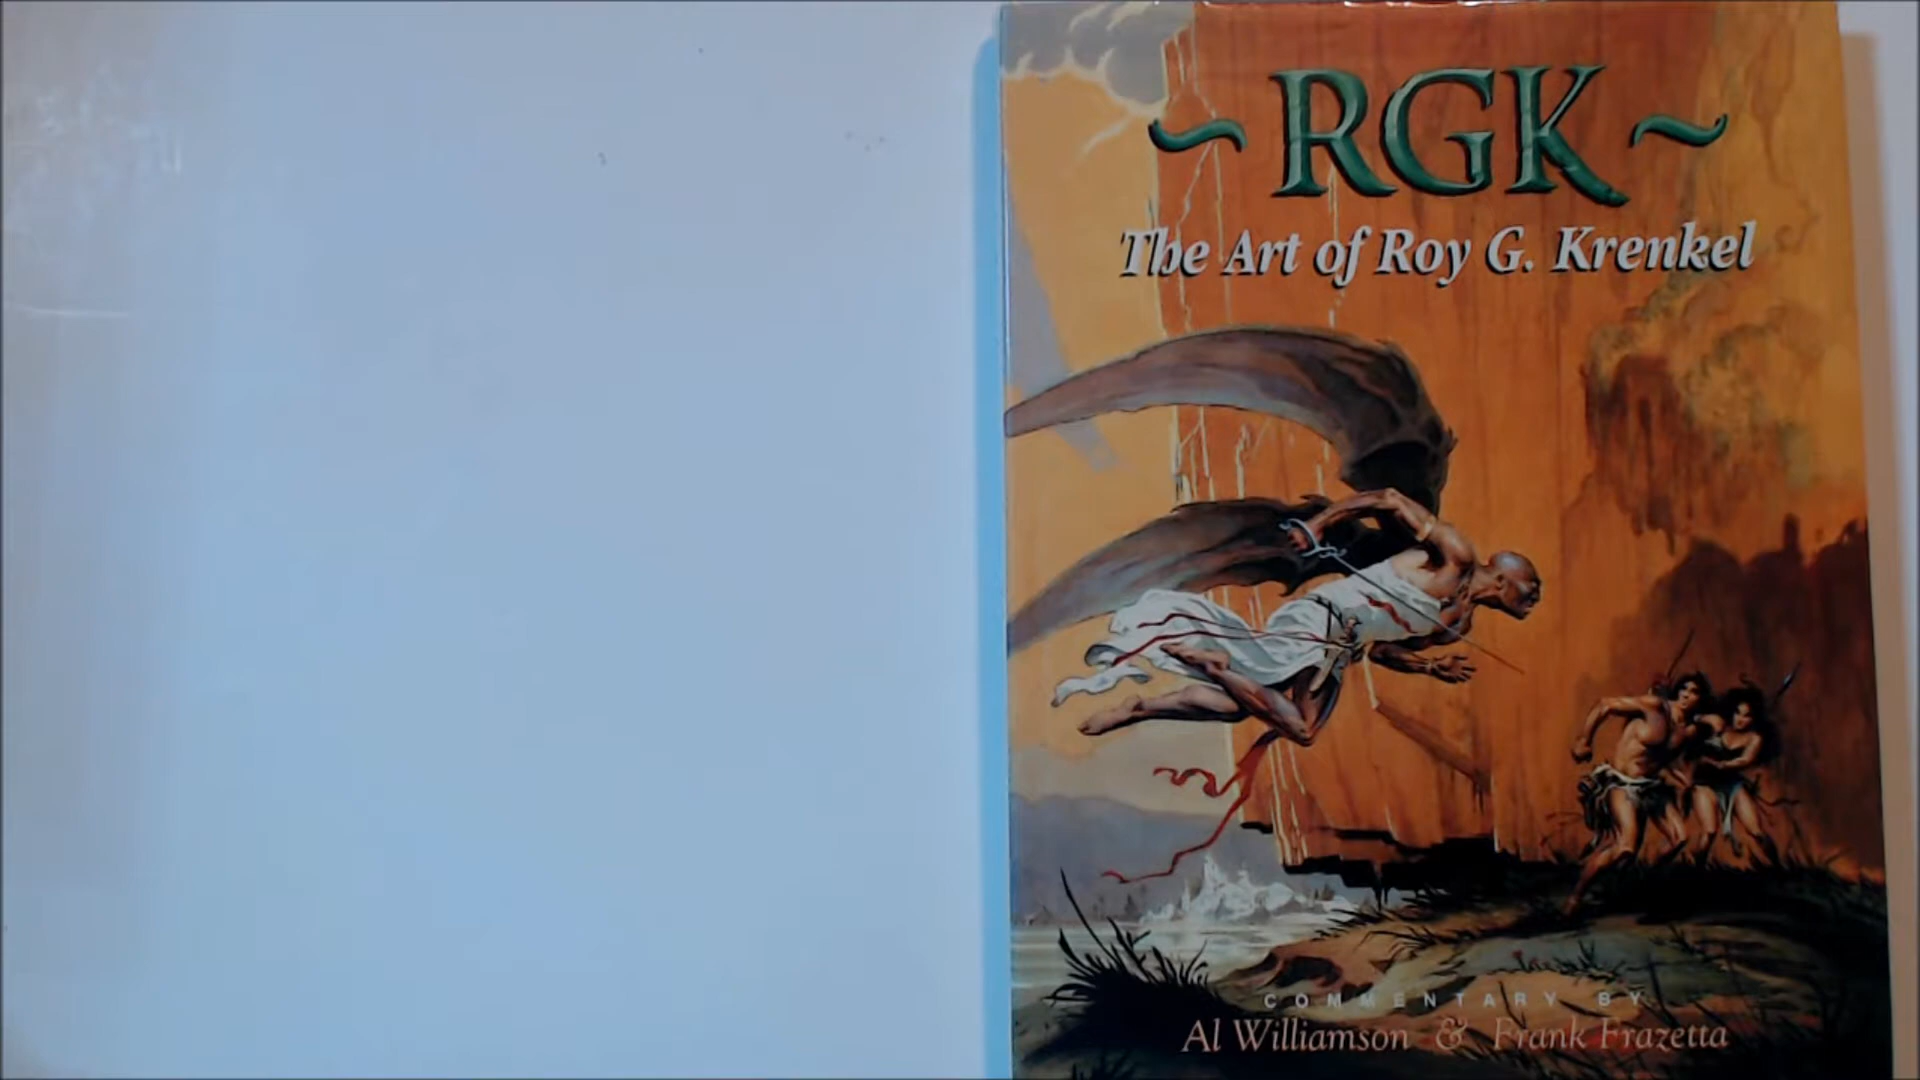 ~RGK~
The Art of Roy G. Krenkel
COMMENTARY BY
Al Williamson & Frank Frazetta